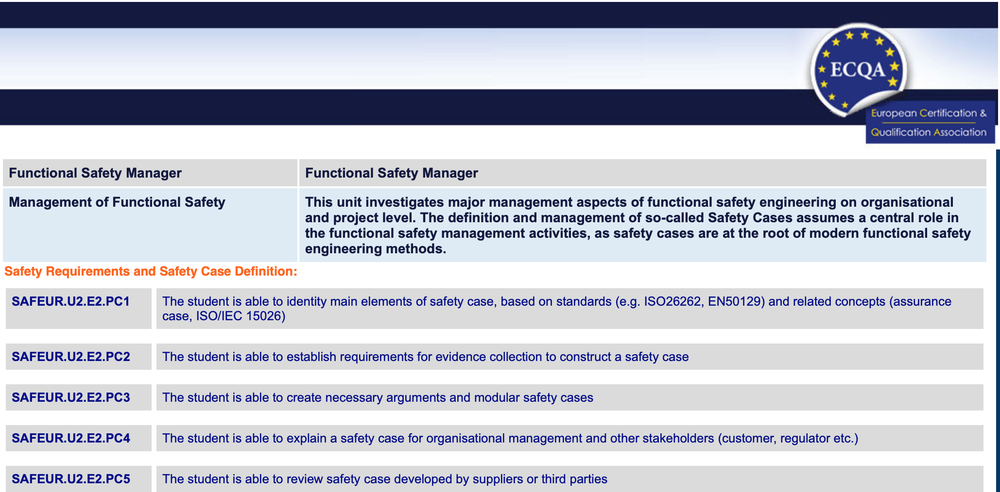 ECQA
European Certification &
Qualification Association
Functional Safety Manager
Functional Safety Manager
Management of Functional Safety
This unit investigates major management aspects of functional safety engineering on organisational
and project level. The definition and management of so-called Safety Cases assumes a central role in
the functional safety management activities, as safety cases are at the root of modern functional safety
engineering methods.
Safety Requirements and Safety Case Definition:
SAFEUR.U2.E2.PC1
The student is able to identity main elements of safety case, based on standards (e.g. ISO26262, EN50129) and related concepts (assurance
case, ISO/IEC 15026)
SAFEUR.U2.E2.PC2
The student is able to establish requirements for evidence collection to construct a safety case
SAFEUR.U2.E2.PC3
The student is able to create necessary arguments and modular safety cases
SAFEUR.U2.E2.PC4
The student is able to explain a safety case for organisational management and other stakeholders (customer, regulator etc.)
SAFEUR.U2.E2.PC5
The student is able to review safety case developed by suppliers or third parties